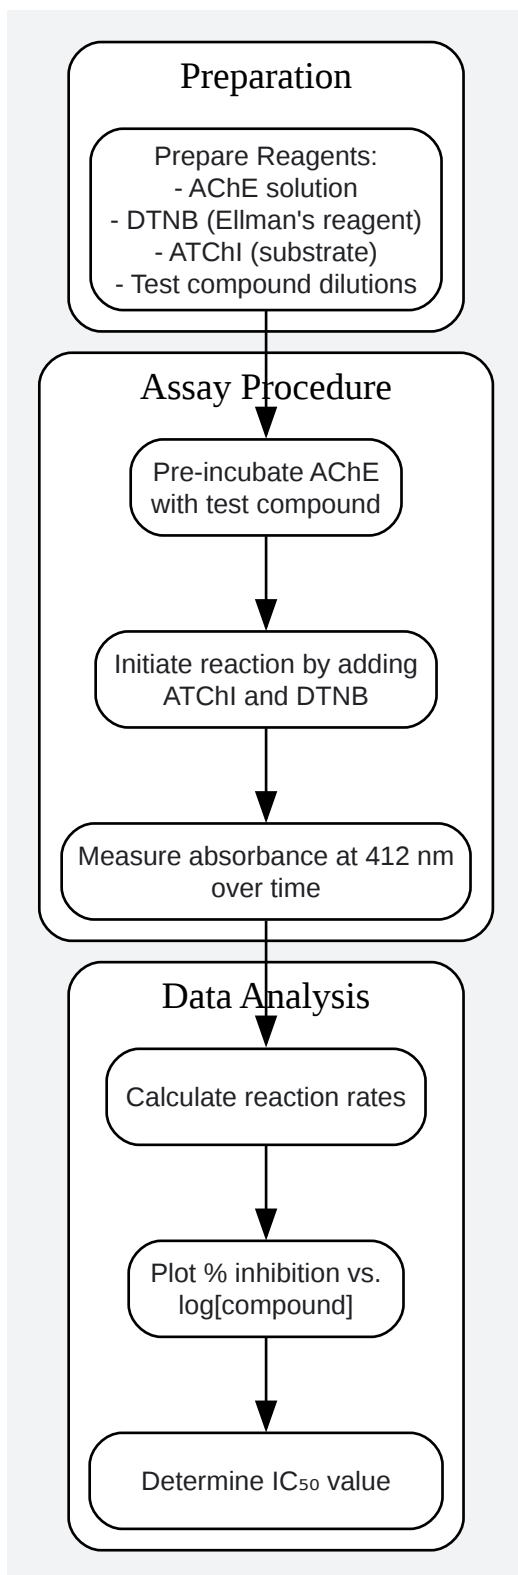 Preparation
Prepare Reagents:
- AChE solution
- DTNB (Ellman's reagent)
- ATChI (substrate)
- Test compound dilutions
Assay Procedure
Pre-incubate AChE
with test compound
Initiate reaction by adding
ATChI and DTNB
Measure absorbance at 412 nm
over time
Data Analysis
Calculate reaction rates
Plot % inhibition vs.
log[compound]
Determine IC₅₀ value